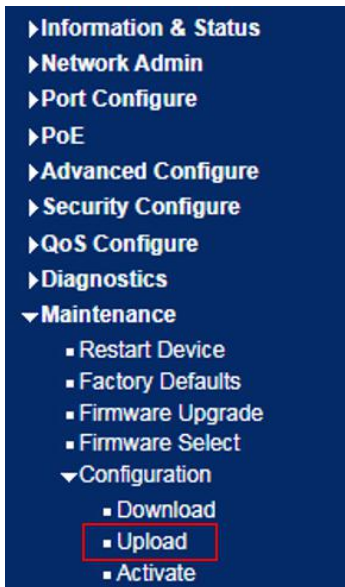 Information & Status
Network Admin
Port Configure
PoE
Advanced Configure
Security Configure
QoS Configure
Diagnostics
Maintenance
Restart Device
Factory Defaults
Firmware Upgrade
Firmware Select
Configuration
Download
Upload
Activate